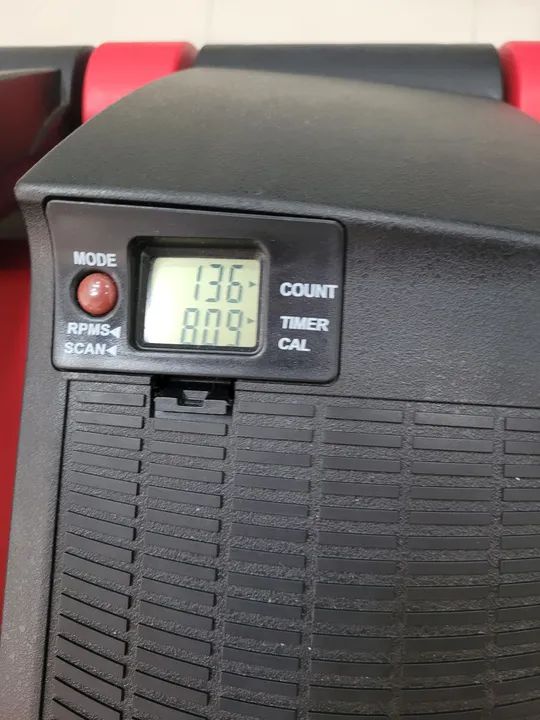 MODE
136
COUNT
RPMS◄
809
TIMER
SCAN◄
CAL